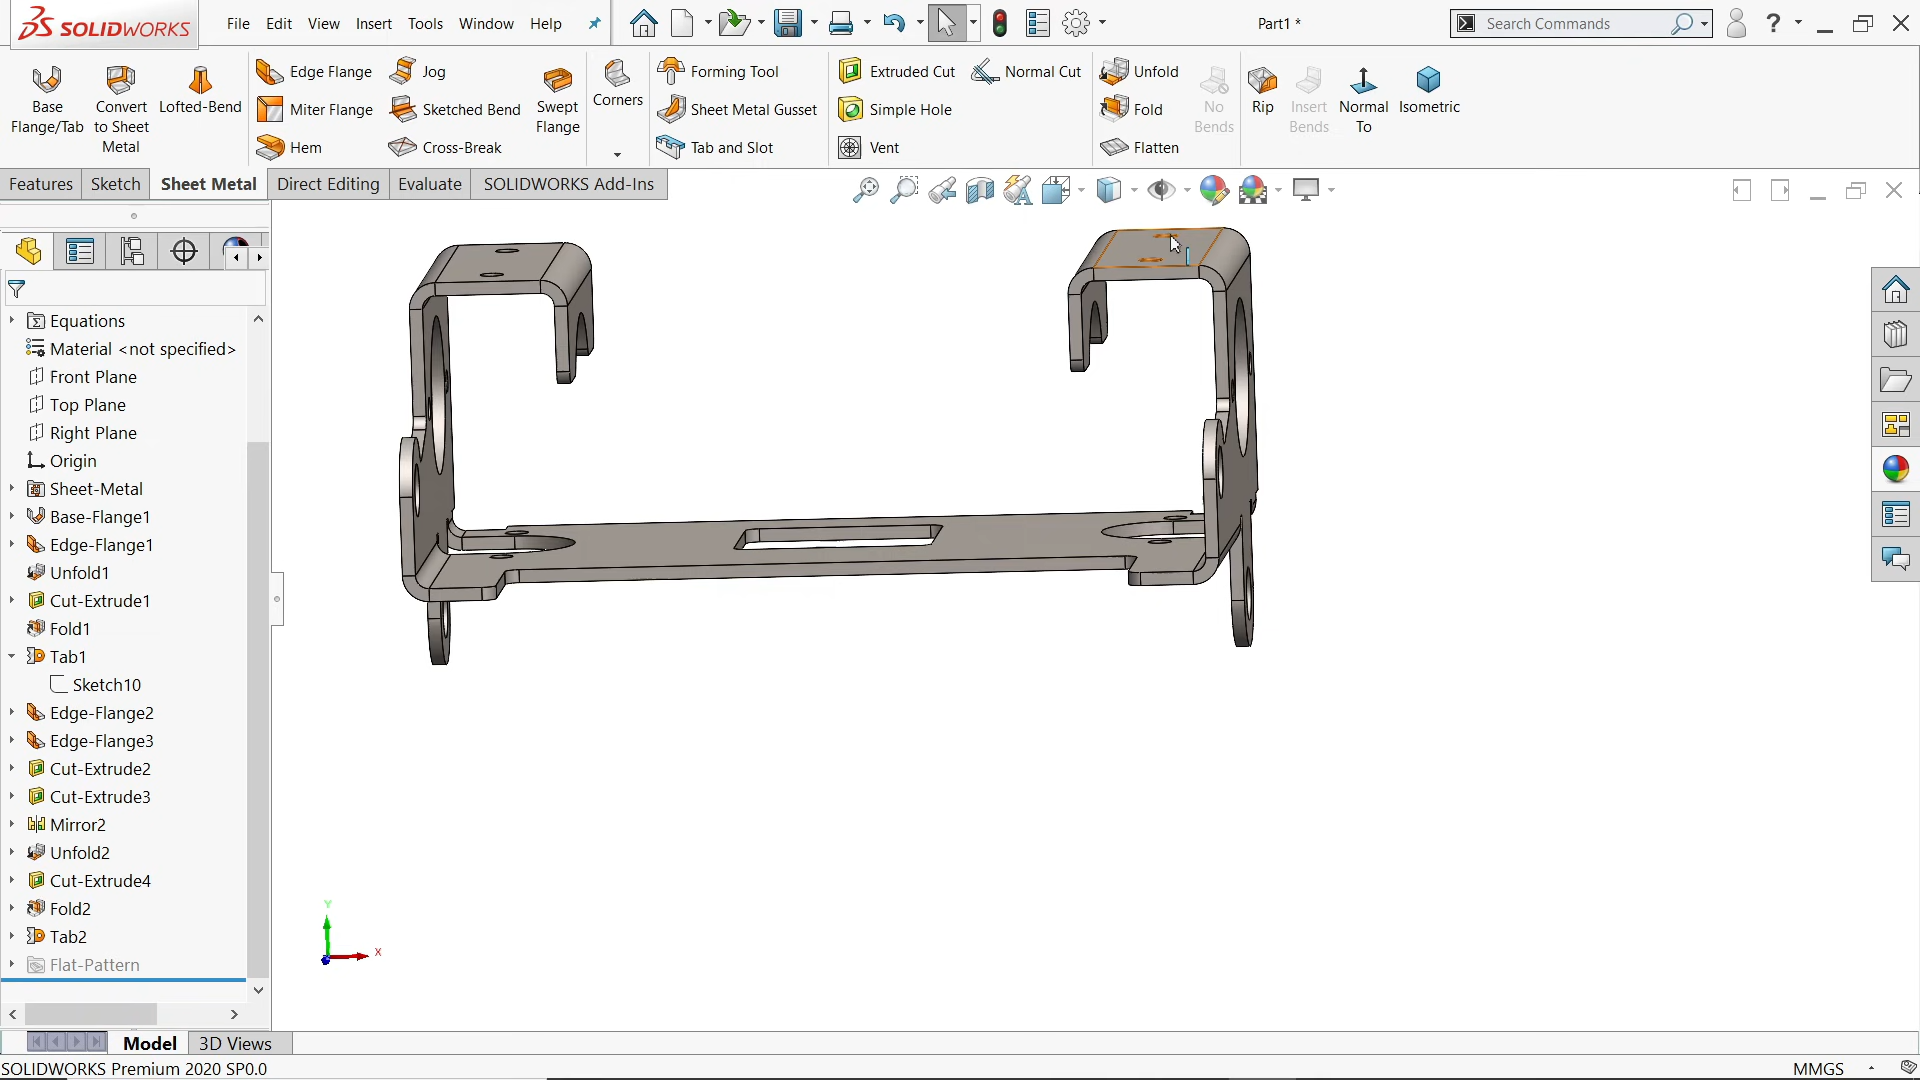 SOLIDWORKS File Edit View Insert Tools Window Help Part1 * Search Commands ?
Base Flange/Tab
Convert to Sheet Metal
Lofted-Bend
Edge Flange
Miter Flange
Hem
Jog
Sketched Bend
Cross-Break
Swept Flange
Corners
Forming Tool
Sheet Metal Gusset
Tab and Slot
Extruded Cut
Simple Hole
Vent
Normal Cut
Unfold
Fold
Flatten
No Bends
Rip
Insert Bends
Normal To
Isometric
Features Sketch Sheet Metal Direct Editing Evaluate SOLIDWORKS Add-Ins
Equations
Material <not specified>
Front Plane
Top Plane
Right Plane
Origin
Sheet-Metal
Base-Flange1
Edge-Flange1
Unfold1
Cut-Extrude1
Fold1
Tab1
Sketch10
Edge-Flange2
Edge-Flange3
Cut-Extrude2
Cut-Extrude3
Mirror2
Unfold2
Cut-Extrude4
Fold2
Tab2
Flat-Pattern
Y
X
Model 3D Views
SOLIDWORKS Premium 2020 SP0.0 MMGS